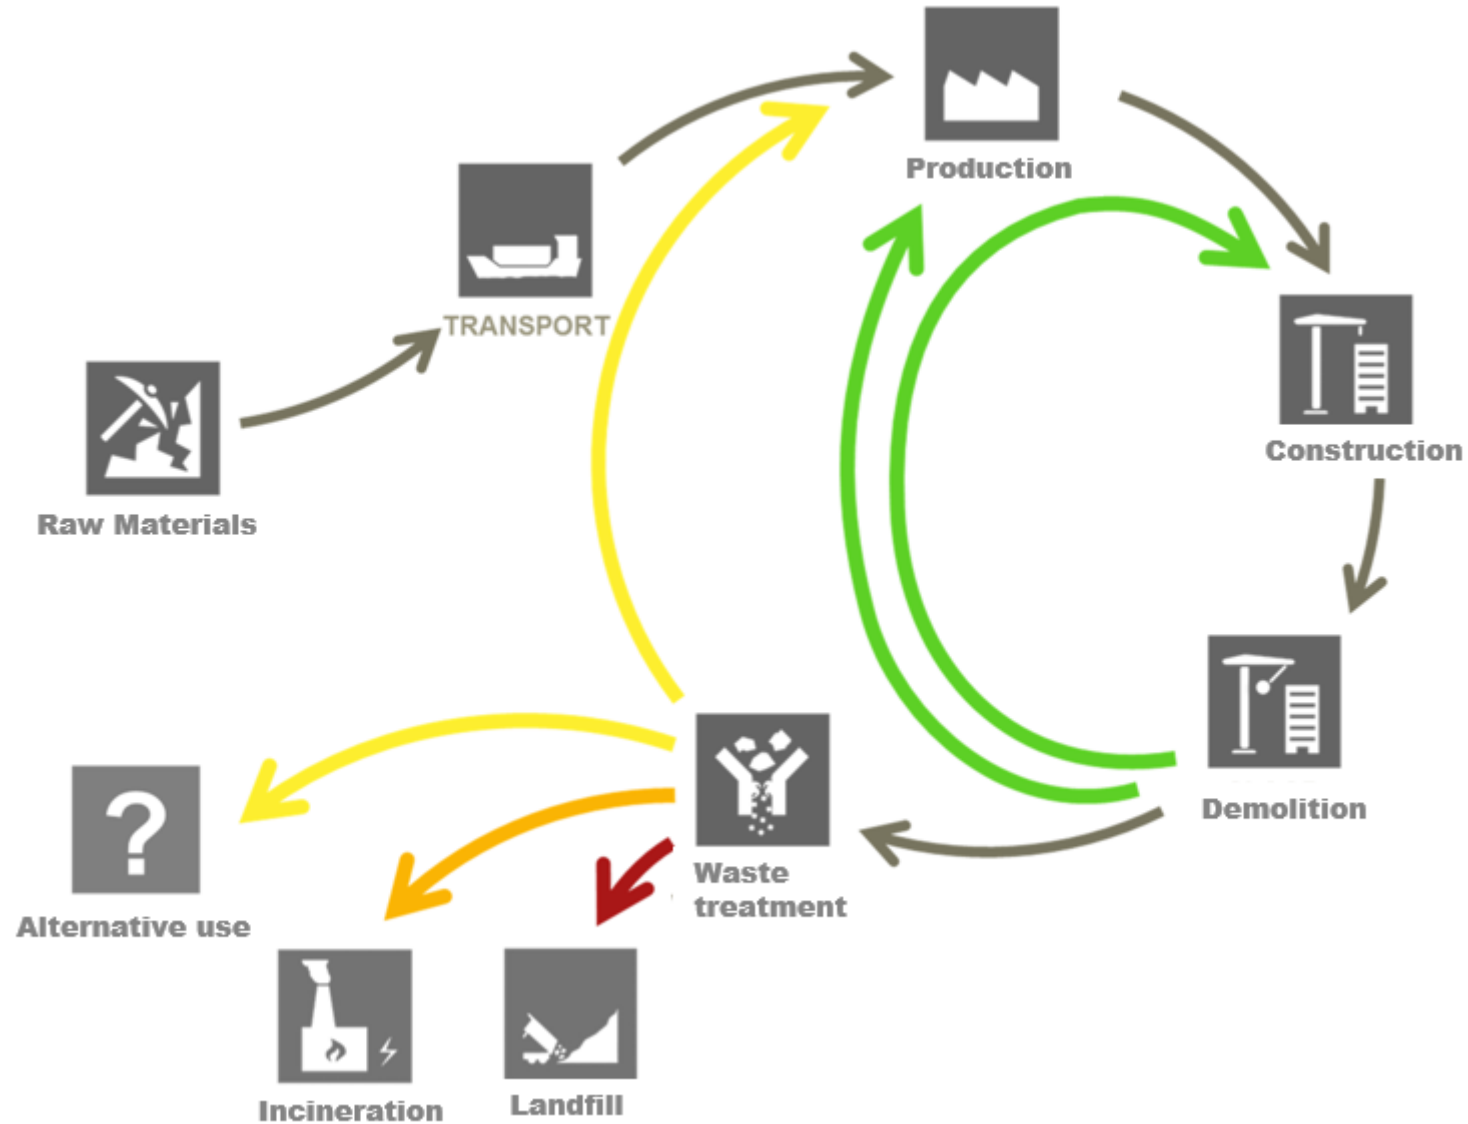 Production
TRANSPORT
Construction
Raw Materials
Demolition
Waste
treatment
?
Alternative use
Incineration
Landfill